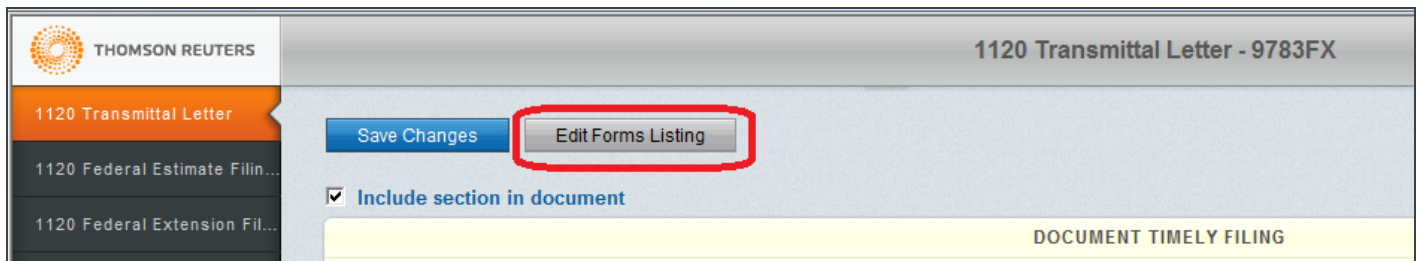 THOMSON REUTERS
1120 Transmittal Letter - 9783FX
1120 Transmittal Letter
Save Changes
Edit Forms Listing
1120 Federal Estimate Filin...
Include section in document
1120 Federal Extension Fil...
DOCUMENT TIMELY FILING